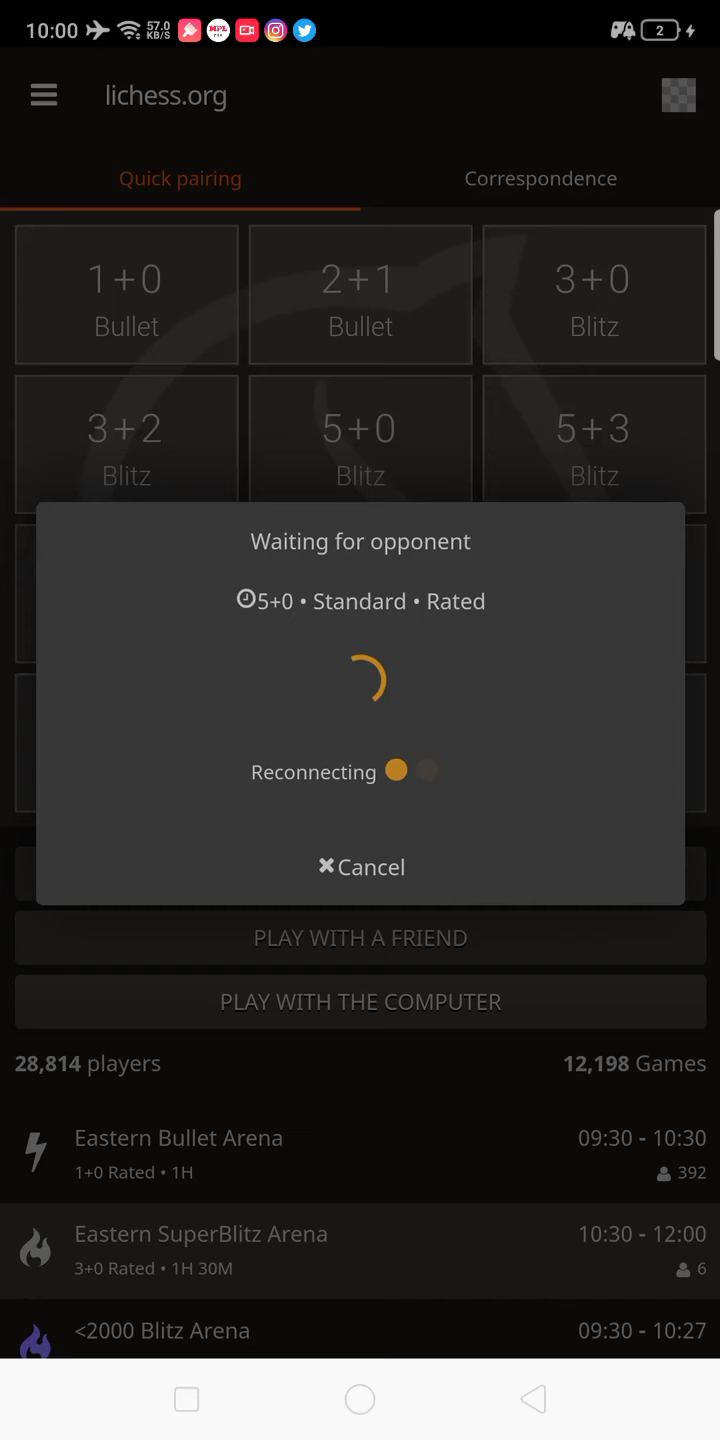 10:00 57.0 KB/S MPL 2
lichess.org
Quick pairing Correspondence
1+0 2+1 3+0
Bullet Bullet Blitz
3+2 5+0 5+3
Blitz Blitz Blitz
Waiting for opponent
5+0 • Standard • Rated
Reconnecting
✖Cancel
PLAY WITH A FRIEND
PLAY WITH THE COMPUTER
28,814 players 12,198 Games
Eastern Bullet Arena 09:30 - 10:30
1+0 Rated • 1H 392
Eastern SuperBlitz Arena 10:30 - 12:00
3+0 Rated • 1H 30M 6
<2000 Blitz Arena 09:30 - 10:27